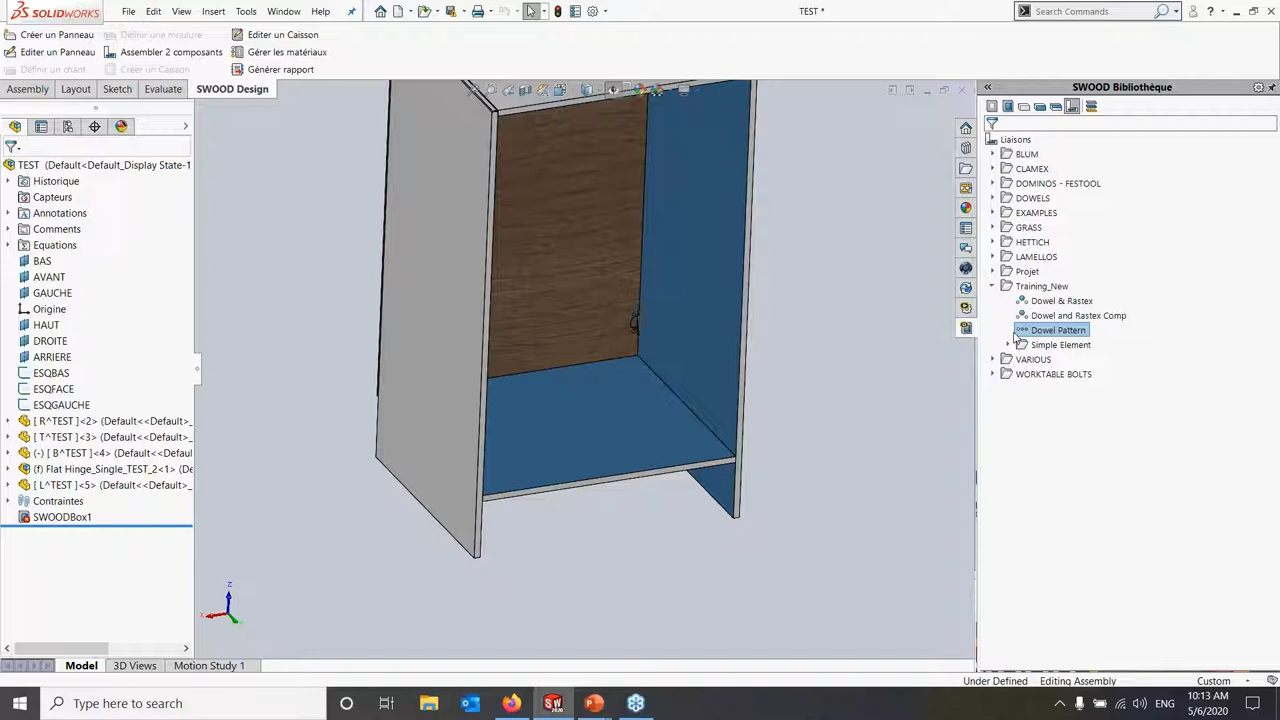 SOLIDWORKS File Edit View Insert Tools Window Help TEST * Search Commands
Créer un Panneau Définir une moulure Editer un Caisson
Editer un Panneau Assembler 2 composants Gérer les matériaux
Définir un chant Créer un Caisson Générer rapport
Assembly Layout Sketch Evaluate SWOOD Design
SWOOD Bibliothèque
Liaisons
BLUM
CLAMEX
DOMINOS - FESTOOL
DOWELS
EXAMPLES
GRASS
HETTICH
LAMELLOS
Projet
Training_New
Dowel & Rastex
Dowel and Rastex Comp
Dowel Pattern
Simple Element
VARIOUS
WORKTABLE BOLTS
TEST (Default<Default_Display State-1
Historique
Capteurs
Annotations
Comments
Equations
BAS
AVANT
GAUCHE
Origine
HAUT
DROITE
ARRIERE
ESQBAS
ESQFACE
ESQGAUCHE
[ R^TEST ]<2> (Default<<Default>_
[ T^TEST ]<3> (Default<<Default>_
(-) [ B^TEST ]<4> (Default<<Default>_
(f) Flat Hinge_Single_TEST_2<1> (De
[ L^TEST ]<5> (Default<<Default>_
Contraintes
SWOODBox1
Z
X
Model 3D Views Motion Study 1
Under Defined Editing Assembly Custom
Type here to search
ENG
10:13 AM
5/6/2020